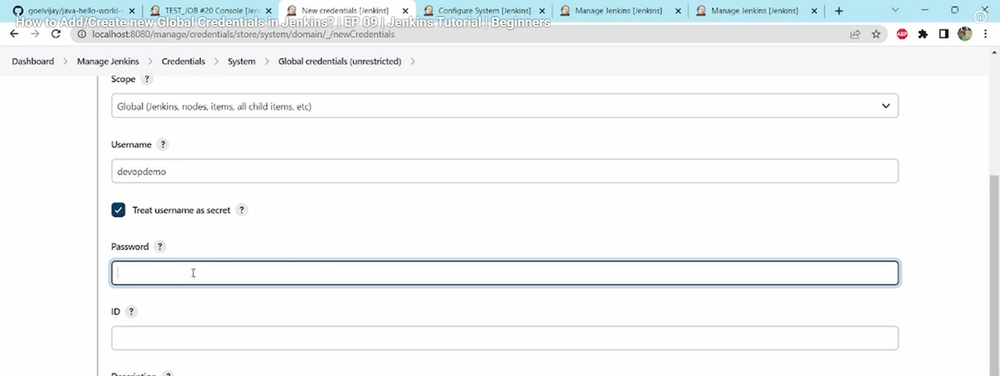 goelvijay/java-hello-world-
TEST_JOB #20 Console [Jen
New credentials [Jenkins]
Configure System [Jenkins]
Manage Jenkins [Jenkins]
Manage Jenkins [Jenkins]
How to Add/Create new Global Credentials in Jenkins? | EP 09 | Jenkins Tutorial | Beginners
localhost:8080/manage/credentials/store/system/domain/_/newCredentials
ABP
Dashboard > Manage Jenkins > Credentials > System > Global credentials (unrestricted) >
Scope ?
Global (Jenkins, nodes, items, all child items, etc)
Username ?
devopdemo
Treat username as secret ?
Password ?
ID ?
Description ?